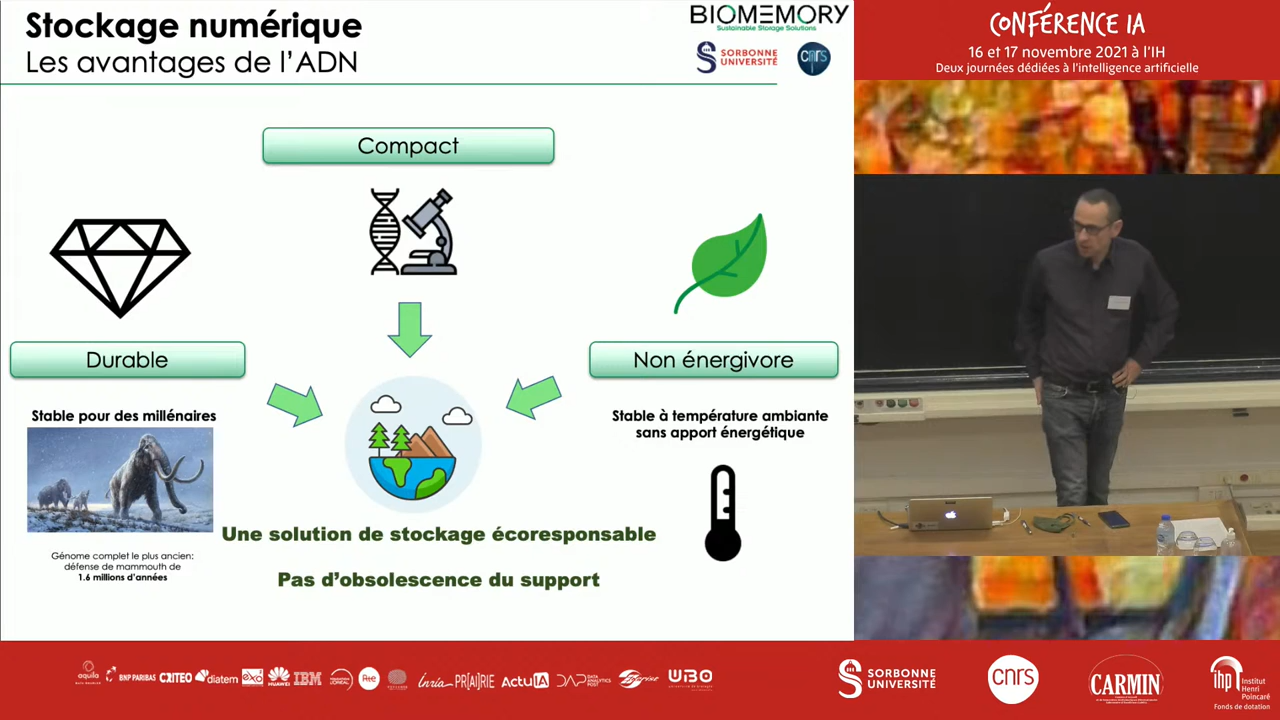 Stockage numérique
Les avantages de l'ADN
BIOMEMORY
Sustainable Storage Solutions
SORBONNE
UNIVERSITÉ
cnrs
Compact
Durable
Non énergivore
Stable pour des millénaires
Stable à température ambiante
sans apport énergétique
Une solution de stockage écoresponsable
Génome complet le plus ancien:
défense de mammouth de
1.6 millions d'années
Pas d'obsolescence du support
CONFÉRENCE IA
16 et 17 novembre 2021 à l'IH
Deux journées dédiées à l'intelligence artificielle
aquila
BNP PARIBAS
CRITEO
diatem
exo
HUAWEI
IBM
L'ORÉAL
Rte
Inria
PR[AI]RIE
ActuIA
DAP DATA ANALYTICS POST
WiBO
SORBONNE
UNIVERSITÉ
cnrs
CARMIN
ihp
Institut
Henri
Poincaré
Fonds de dotation